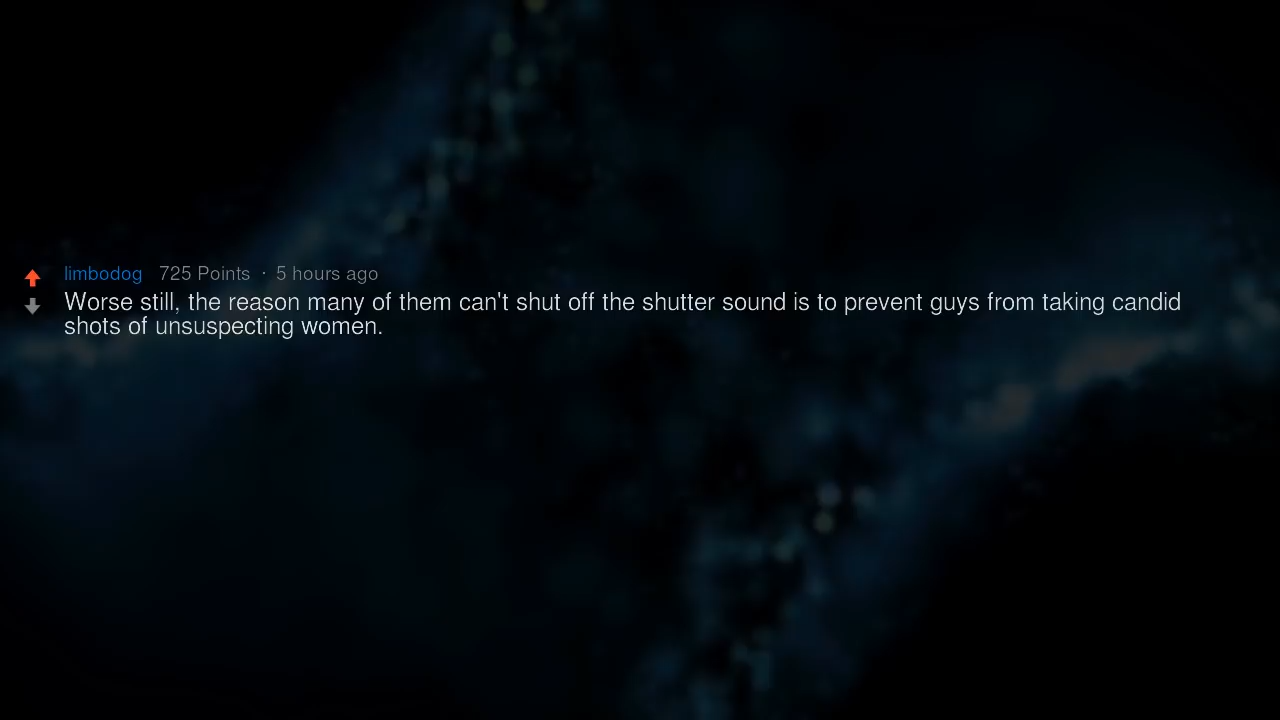 limbodog 725 Points · 5 hours ago
Worse still, the reason many of them can't shut off the shutter sound is to prevent guys from taking candid
shots of unsuspecting women.